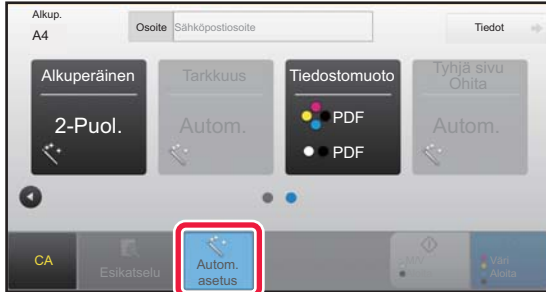 Alkup.
A4
Osoite
Sähköpostiosoite
Tiedot
Alkuperäinen
2-Puol.
Tarkkuus
Autom.
Tiedostomuoto
PDF
PDF
Tyhjä sivu
Ohita
Autom.
CA
Esikatselu
Autom.
asetus
Väri
Aloita